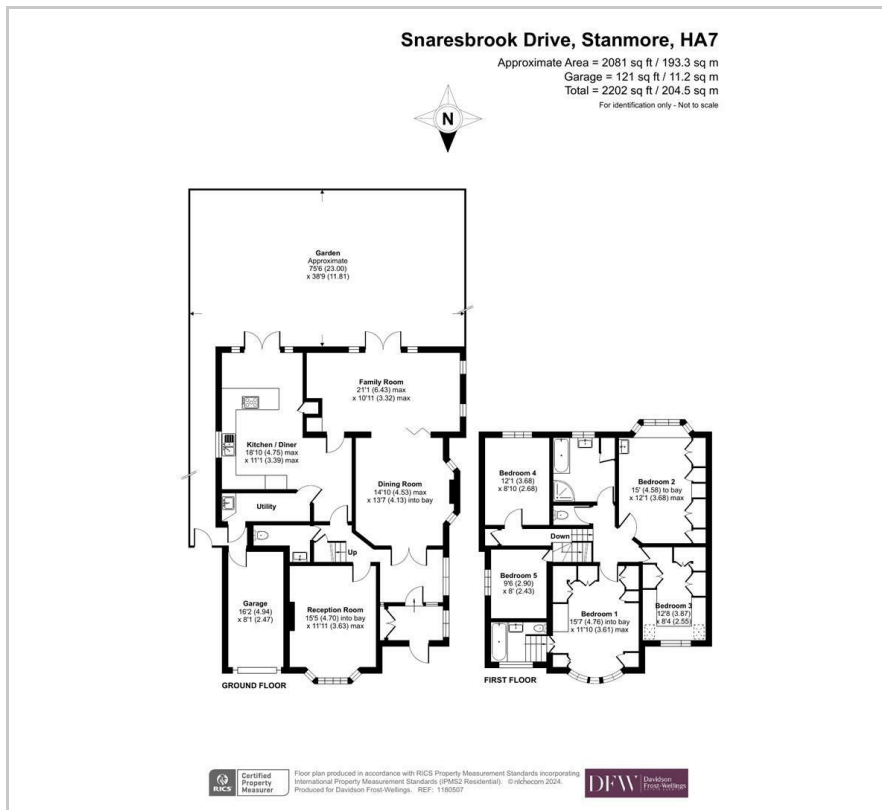 Snaresbrook Drive, Stanmore, HA7
Approximate Area = 2081 sq ft / 193.3 sq m
Garage = 121 sq ft / 11.2 sq m
Total = 2202 sq ft / 204.5 sq m
For identification only - Not to scale
N
Garden
Approximate
75'6 (23.00)
x 38'9 (11.81)
Family Room
21'1 (6.43) max
x 10'11 (3.32) max
Kitchen / Diner
18'10 (4.75) max
x 11'1 (3.39) max
Dining Room
14'10 (4.53) max
x 13'7 (4.13) into bay
Utility
Up
Garage
16'2 (4.94)
x 8'1 (2.47)
Reception Room
15'5 (4.70) into bay
x 11'11 (3.63) max
GROUND FLOOR
Bedroom 4
12'1 (3.68)
x 8'10 (2.68)
Bedroom 2
15' (4.58) to bay
x 12'1 (3.68) max
Down
Bedroom 5
9'6 (2.90)
x 8' (2.43)
Bedroom 1
15'7 (4.76) into bay
x 11'10 (3.61) max
Bedroom 3
12'8 (3.87)
x 8'4 (2.55)
FIRST FLOOR
RICS
Certified
Property
Measurer
Floor plan produced in accordance with RICS Property Measurement Standards incorporating
International Property Measurement Standards (IPMS2 Residential). © nichecom 2024.
Produced for Davidson Frost-Wellings. REF: 1180507
DFW
Davidson
Frost-Wellings